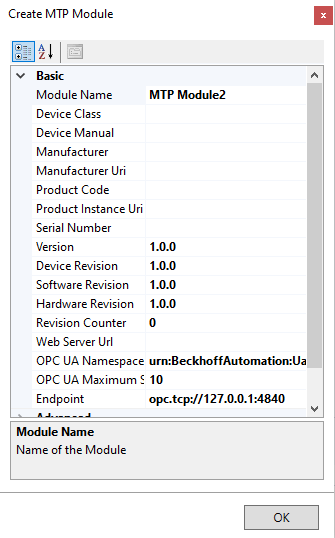 Create MTP Module
Basic
Module Name MTP Module2
Device Class
Device Manual
Manufacturer
Manufacturer Uri
Product Code
Product Instance Uri
Serial Number
Version 1.0.0
Device Revision 1.0.0
Software Revision 1.0.0
Hardware Revision 1.0.0
Revision Counter 0
Web Server Url
OPC UA Namespace urn:BeckhoffAutomation:Ua
OPC UA Maximum S 10
Endpoint opc.tcp://127.0.0.1:4840
Advanced
Module Name
Name of the Module
OK